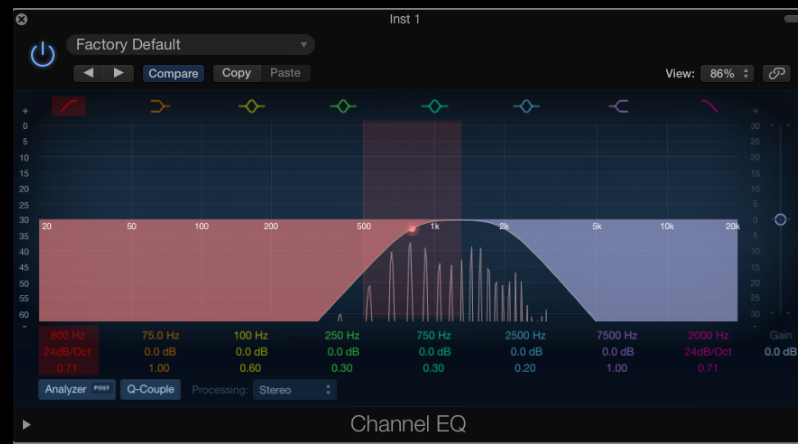 Inst 1
Factory Default
Compare Copy Paste View: 86%
+ +
0 30
5 25
10 20
15 15
20 10
25 5
30 20 50 100 200 500 1k 2k 5k 10k 20k 0
35 5
40 10
45 15
50 20
55 25
60 30
- -
800 Hz 75.0 Hz 100 Hz 250 Hz 750 Hz 2500 Hz 7500 Hz 2000 Hz Gain
24dB/Oct 0.0 dB 0.0 dB 0.0 dB 0.0 dB 0.0 dB 0.0 dB 24dB/Oct 0.0 dB
0.71 1.00 0.60 0.30 0.30 0.20 1.00 0.71
Analyzer POST Q-Couple Processing: Stereo
Channel EQ